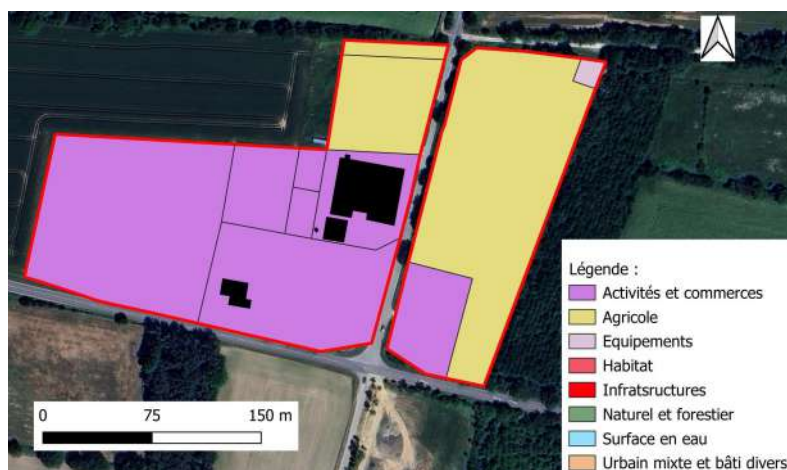 Légende :
Activités et commerces
Agricole
Equipements
Habitat
Infratsructures
Naturel et forestier
Surface en eau
Urbain mixte et bâti divers
0 75 150 m